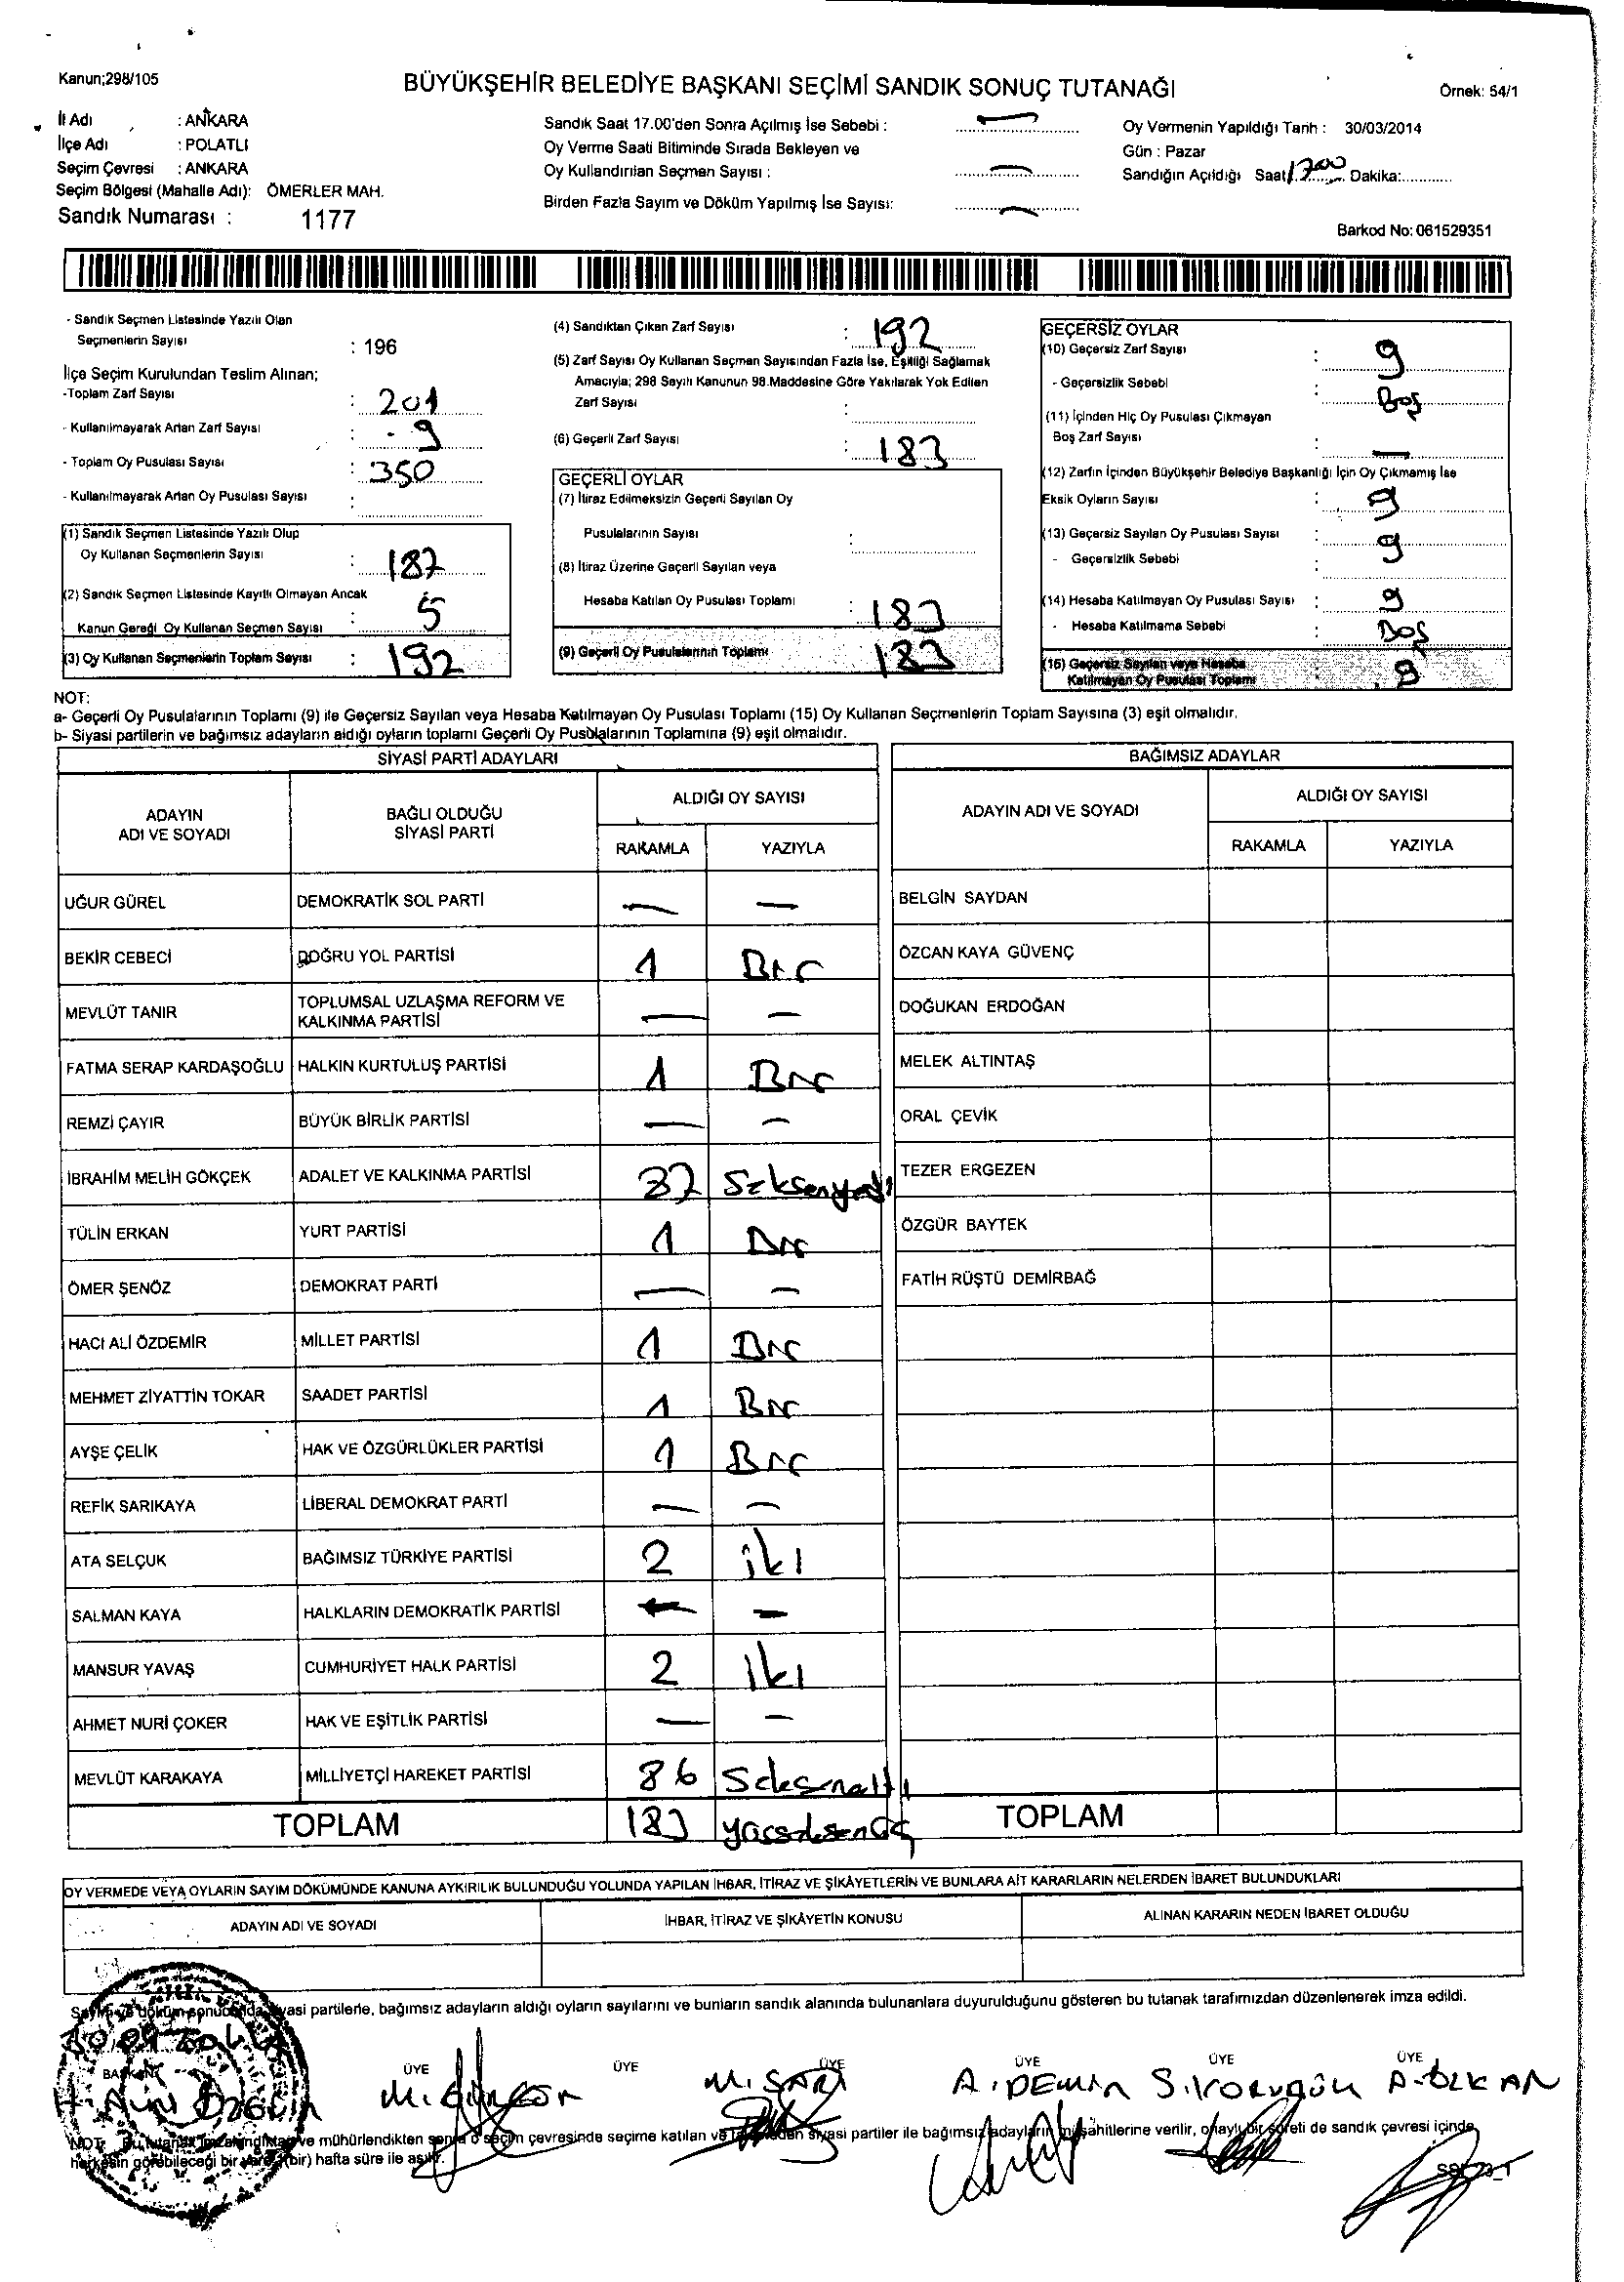 Kanun;298/105
BÜYÜKŞEHİR BELEDİYE BAŞKANI SEÇİMİ SANDIK SONUÇ TUTANAĞI
Örnek: 54/1
İl Adı : ANKARA
İlçe Adı : POLATLI
Seçim Çevresi : ANKARA
Seçim Bölgesi (Mahalle Adı): ÖMERLER MAH.
Sandık Numarası : 1177
Sandık Saat 17.00'den Sonra Açılmış İse Sebebi : —
Oy Verme Saati Bitiminde Sırada Bekleyen ve
Oy Kullandırılan Seçmen Sayısı : —
Birden Fazla Sayım ve Döküm Yapılmış İse Sayısı: —
Oy Vermenin Yapıldığı Tarih : 30/03/2014
Gün : Pazar
Sandığın Açıldığı Saat 1700 Dakika:
Barkod No: 061529351
- Sandık Seçmen Listesinde Yazılı Olan
Seçmenlerin Sayısı : 196
İlçe Seçim Kurulundan Teslim Alınan;
-Toplam Zarf Sayısı : 201
- Kullanılmayarak Artan Zarf Sayısı : - 9
- Toplam Oy Pusulası Sayısı : 350
- Kullanılmayarak Artan Oy Pusulası Sayısı :
(1) Sandık Seçmen Listesinde Yazılı Olup
Oy Kullanan Seçmenlerin Sayısı : 187
(2) Sandık Seçmen Listesinde Kayıtlı Olmayan Ancak
Kanun Gereği Oy Kullanan Seçmen Sayısı : 5
(3) Oy Kullanan Seçmenlerin Toplam Sayısı : 192
(4) Sandıktan Çıkan Zarf Sayısı : 192
(5) Zarf Sayısı Oy Kullanan Seçmen Sayısından Fazla İse, Eşitliği Sağlamak
Amacıyla; 298 Sayılı Kanunun 98.Maddesine Göre Yakılarak Yok Edilen
Zarf Sayısı :
(6) Geçerli Zarf Sayısı : 183
GEÇERLİ OYLAR
(7) İtiraz Edilmeksizin Geçerli Sayılan Oy
Pusulalarının Sayısı :
(8) İtiraz Üzerine Geçerli Sayılan veya
Hesaba Katılan Oy Pusulası Toplamı : 183
(9) Geçerli Oy Pusulalarının Toplamı 183
GEÇERSİZ OYLAR
(10) Geçersiz Zarf Sayısı : 9
- Geçersizlik Sebebi : Boş
(11) İçinden Hiç Oy Pusulası Çıkmayan
Boş Zarf Sayısı : —
(12) Zarfın İçinden Büyükşehir Belediye Başkanlığı İçin Oy Çıkmamış İse
Eksik Oyların Sayısı : 9
(13) Geçersiz Sayılan Oy Pusulası Sayısı : 9
- Geçersizlik Sebebi :
(14) Hesaba Katılmayan Oy Pusulası Sayısı : 9
- Hesaba Katılmama Sebebi : Boş
(15) Geçersiz Sayılan veya Hesaba
Katılmayan Oy Pusulası Toplamı 9
NOT:
a- Geçerli Oy Pusulalarının Toplamı (9) ile Geçersiz Sayılan veya Hesaba Katılmayan Oy Pusulası Toplamı (15) Oy Kullanan Seçmenlerin Toplam Sayısına (3) eşit olmalıdır.
b- Siyasi partilerin ve bağımsız adayların aldığı oyların toplamı Geçerli Oy Pusulalarının Toplamına (9) eşit olmalıdır.
SİYASİ PARTİ ADAYLARI
ADAYIN ADI VE SOYADI
BAĞLI OLDUĞU SİYASİ PARTİ
ALDIĞI OY SAYISI
RAKAMLA YAZIYLA
UĞUR GÜREL DEMOKRATİK SOL PARTİ — —
BEKİR CEBECİ DOĞRU YOL PARTİSİ 1 Bir
MEVLÜT TANIR TOPLUMSAL UZLAŞMA REFORM VE KALKINMA PARTİSİ — —
FATMA SERAP KARDAŞOĞLU HALKIN KURTULUŞ PARTİSİ 1 Bir
REMZİ ÇAYIR BÜYÜK BİRLİK PARTİSİ — —
İBRAHİM MELİH GÖKÇEK ADALET VE KALKINMA PARTİSİ 87 Seksenyedi
TÜLİN ERKAN YURT PARTİSİ 1 Bir
ÖMER ŞENÖZ DEMOKRAT PARTİ — —
HACI ALİ ÖZDEMİR MİLLET PARTİSİ 1 Bir
MEHMET ZİYATTİN TOKAR SAADET PARTİSİ 1 Bir
AYŞE ÇELİK HAK VE ÖZGÜRLÜKLER PARTİSİ 1 Bir
REFİK SARIKAYA LİBERAL DEMOKRAT PARTİ — —
ATA SELÇUK BAĞIMSIZ TÜRKİYE PARTİSİ 2 iki
SALMAN KAYA HALKLARIN DEMOKRATİK PARTİSİ — —
MANSUR YAVAŞ CUMHURİYET HALK PARTİSİ 2 iki
AHMET NURİ ÇOKER HAK VE EŞİTLİK PARTİSİ — —
MEVLÜT KARAKAYA MİLLİYETÇİ HAREKET PARTİSİ 86 Seksenaltı
TOPLAM 183 yüzseksenüç
BAĞIMSIZ ADAYLAR
ADAYIN ADI VE SOYADI
ALDIĞI OY SAYISI
RAKAMLA YAZIYLA
BELGİN SAYDAN
ÖZCAN KAYA GÜVENÇ
DOĞUKAN ERDOĞAN
MELEK ALTINTAŞ
ORAL ÇEVİK
TEZER ERGEZEN
ÖZGÜR BAYTEK
FATİH RÜŞTÜ DEMİRBAĞ
TOPLAM
OY VERMEDE VEYA OYLARIN SAYIM DÖKÜMÜNDE KANUNA AYKIRILIK BULUNDUĞU YOLUNDA YAPILAN İHBAR, İTİRAZ VE ŞİKÂYETLERİN VE BUNLARA AİT KARARLARIN NELERDEN İBARET BULUNDUKLARI
ADAYIN ADI VE SOYADI İHBAR, İTİRAZ VE ŞİKÂYETİN KONUSU ALINAN KARARIN NEDEN İBARET OLDUĞU
Sayım ve döküm sonucunda siyasi partilerle, bağımsız adayların aldığı oyların sayılarını ve bunların sandık alanında bulunanlara duyurulduğunu gösteren bu tutanak tarafımızdan düzenlenerek imza edildi.
BAŞKAN ÜYE ÜYE ÜYE ÜYE ÜYE ÜYE
M. SARI A. DEMİR A. ÖZKAN
NOT: Bu tutanak imzalandıktan ve mühürlendikten sonra o seçim çevresinde seçime katılan ve siyasi partiler ile bağımsız adayların müşahitlerine verilir, onaylı bir sureti de sandık çevresi içinde
herkesin görebileceği bir yere 1(bir) hafta süre ile asılır.